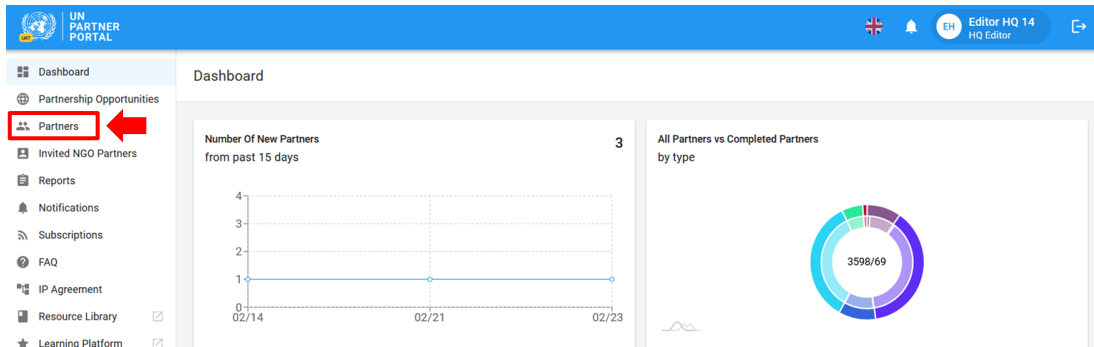 UN
PARTNER
PORTAL
UAT
EH
Editor HQ 14
HQ Editor
Dashboard
Partnership Opportunities
Partners
Invited NGO Partners
Reports
Notifications
Subscriptions
FAQ
IP Agreement
Resource Library
Learning Platform
Dashboard
Number Of New Partners
3
from past 15 days
4
3
2
1
0
02/14
02/21
02/23
All Partners vs Completed Partners
by type
3598/69